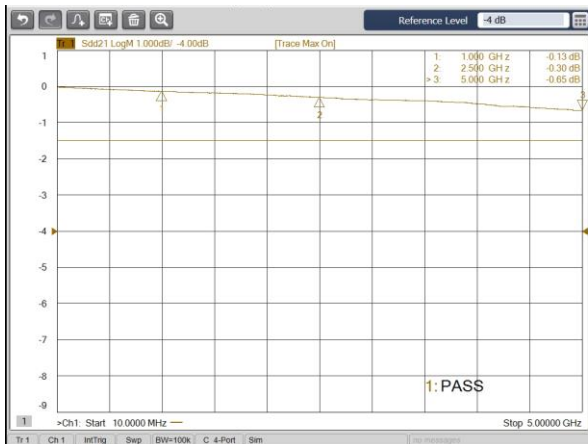 Reference Level -4 dB
Tr 1 Sdd21 LogM 1.000dB/ -4.00dB [Trace Max On]
1: 1.000 GHz -0.13 dB
2: 2.500 GHz -0.30 dB
> 3: 5.000 GHz -0.65 dB
1
0
-1
-2
-3
-4
-5
-6
-7
-8
-9
1
2
3
1: PASS
1 >Ch1: Start 10.0000 MHz — Stop 5.00000 GHz
Tr 1 Ch 1 IntTrig Swp BW=100k C 4-Port Sim no messages